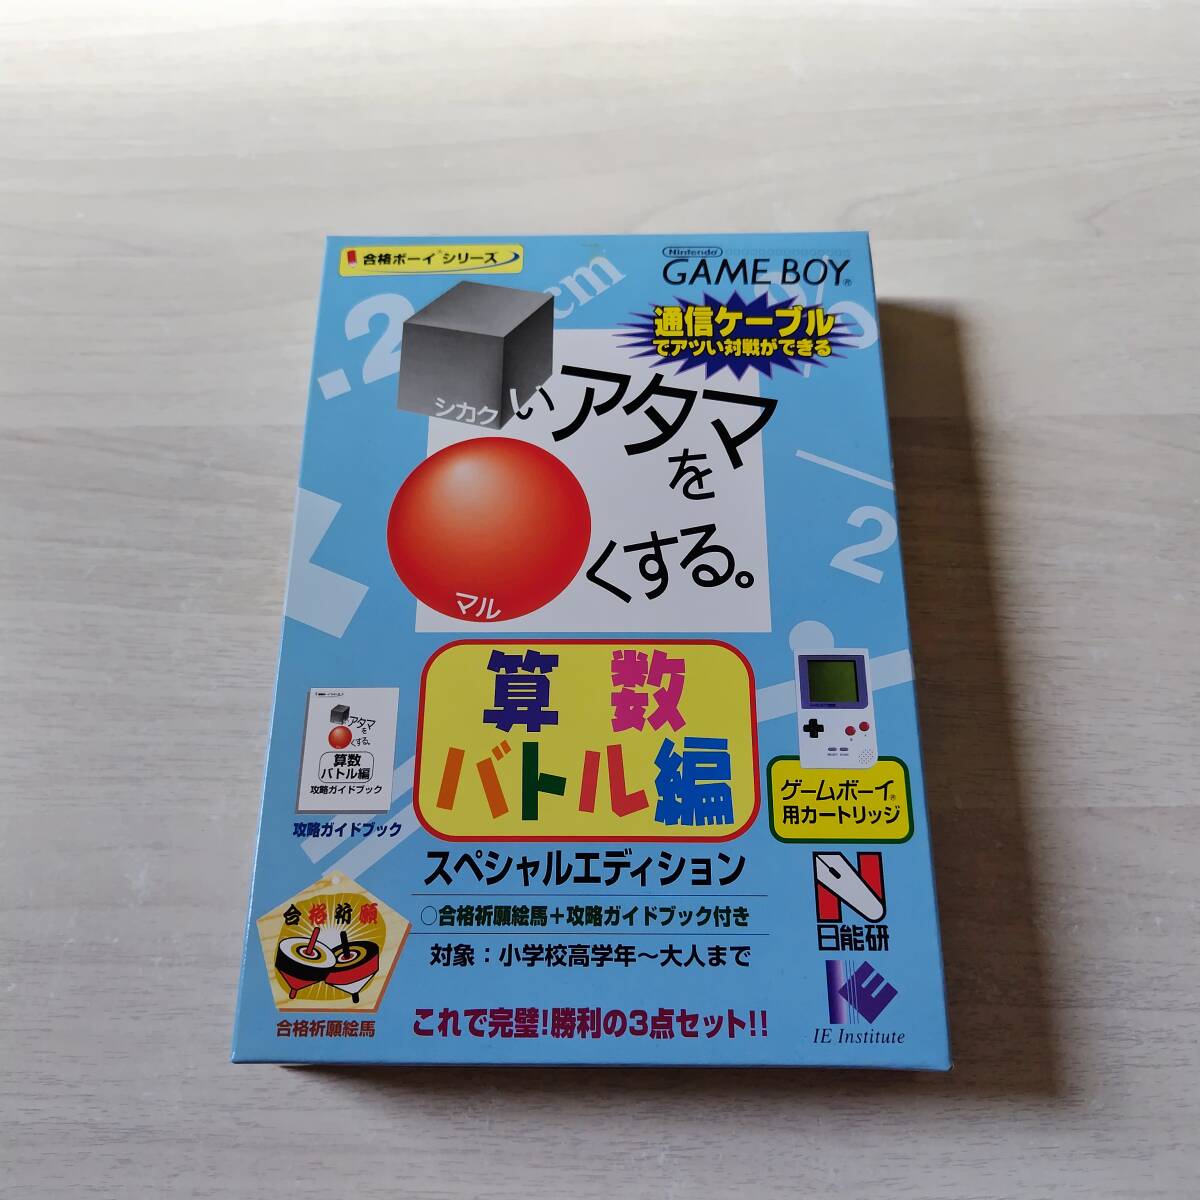 合格ボーイ®シリーズ
Nintendo
GAME BOY®
通信ケーブル
でアツい対戦ができる
.2
cm
%
シカク
いアタマ
を
マル
くする。
/2
算数
バトル編
いアタマ
を
くする。
算数
バトル編
攻略ガイドブック
攻略ガイドブック
ゲームボーイ®
用カートリッジ
スペシャルエディション
○合格祈願絵馬+攻略ガイドブック付き
対象:小学校高学年~大人まで
合格祈願
合格祈願絵馬
これで完璧!勝利の3点セット!!
N
日能研
IE
IE Institute